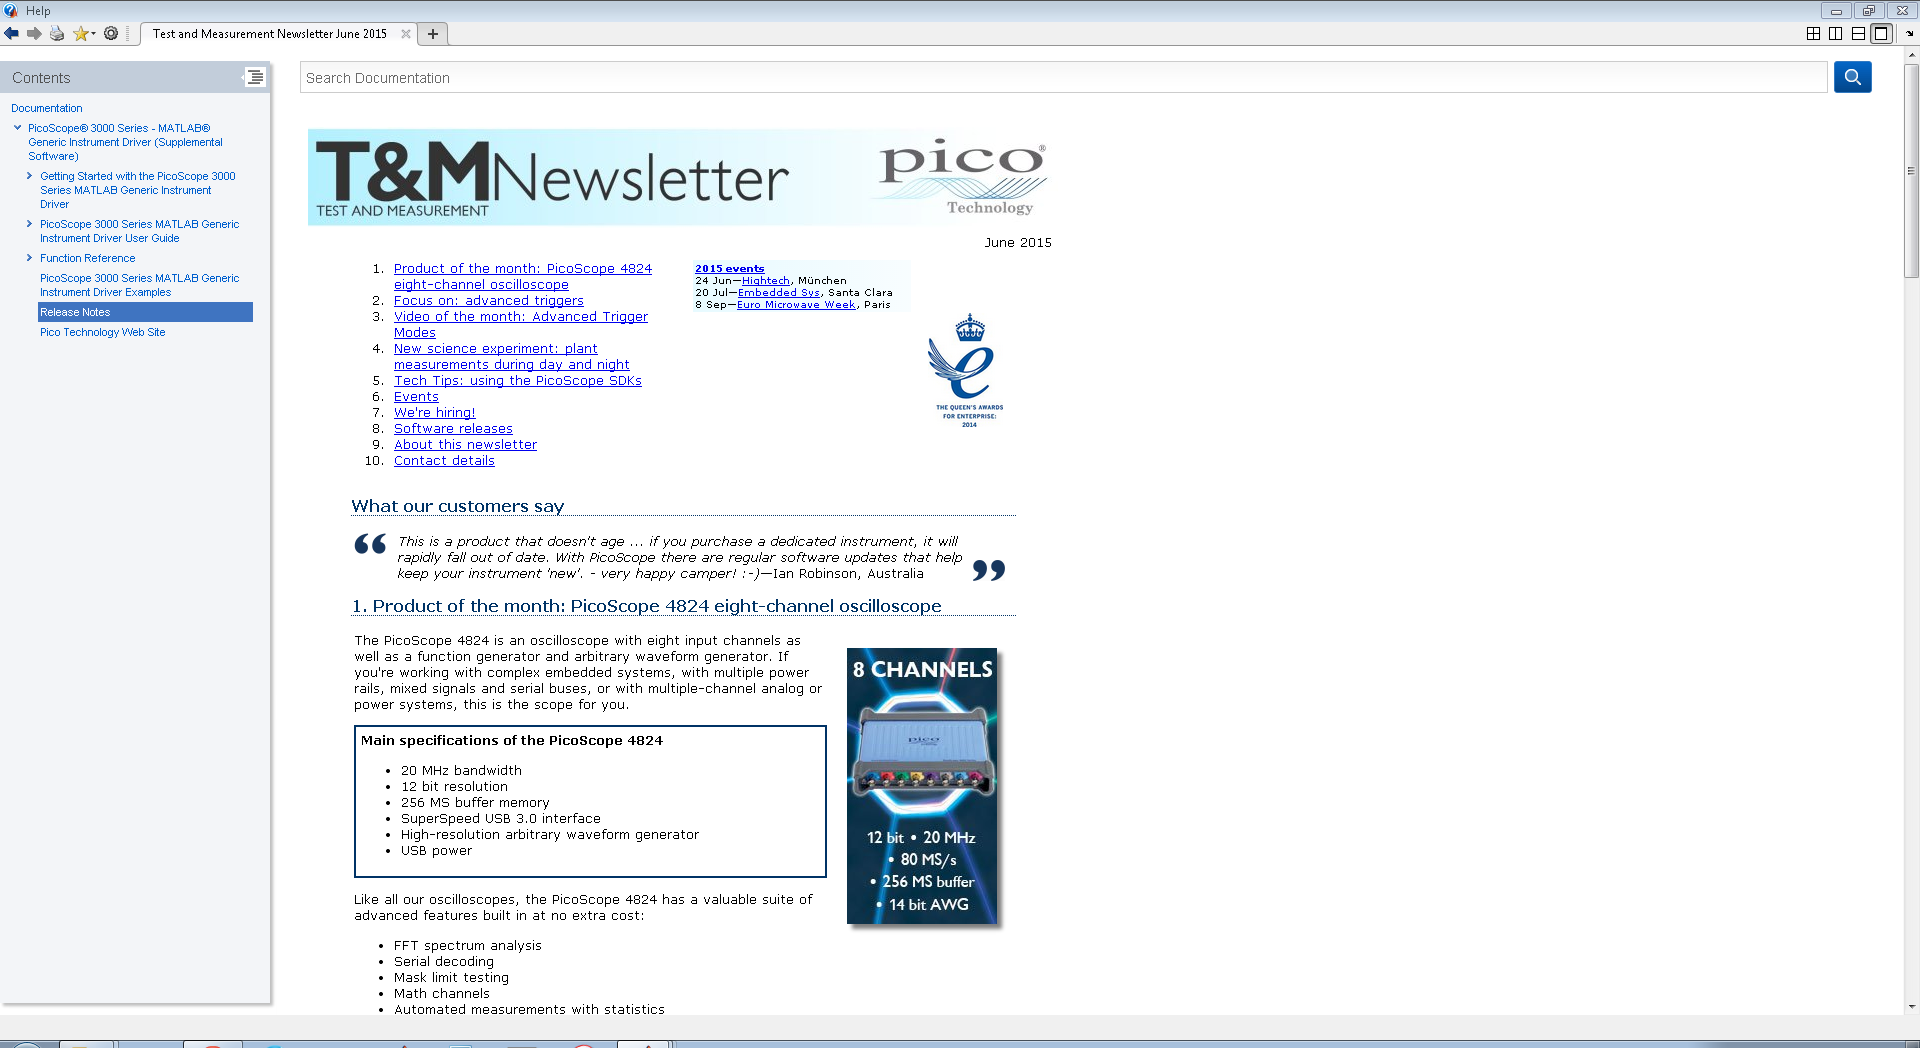 Help
Test and Measurement Newsletter June 2015
Contents
Search Documentation
Documentation
PicoScope® 3000 Series - MATLAB®
Generic Instrument Driver (Supplemental
Software)
Getting Started with the PicoScope 3000
Series MATLAB Generic Instrument
Driver
PicoScope 3000 Series MATLAB Generic
Instrument Driver User Guide
Function Reference
PicoScope 3000 Series MATLAB Generic
Instrument Driver Examples
Release Notes
Pico Technology Web Site
T&M Newsletter
TEST AND MEASUREMENT
pico®
Technology
June 2015
1. Product of the month: PicoScope 4824
eight-channel oscilloscope
2. Focus on: advanced triggers
3. Video of the month: Advanced Trigger
Modes
4. New science experiment: plant
measurements during day and night
5. Tech Tips: using the PicoScope SDKs
6. Events
7. We're hiring!
8. Software releases
9. About this newsletter
10. Contact details
2015 events
24 Jun—Hightech, München
20 Jul—Embedded Sys, Santa Clara
8 Sep—Euro Microwave Week, Paris
e
THE QUEEN'S AWARDS
FOR ENTERPRISE:
2014
What our customers say
“ This is a product that doesn't age ... if you purchase a dedicated instrument, it will
rapidly fall out of date. With PicoScope there are regular software updates that help
keep your instrument 'new'. - very happy camper! :-)—Ian Robinson, Australia ”
1. Product of the month: PicoScope 4824 eight-channel oscilloscope
The PicoScope 4824 is an oscilloscope with eight input channels as
well as a function generator and arbitrary waveform generator. If
you're working with complex embedded systems, with multiple power
rails, mixed signals and serial buses, or with multiple-channel analog or
power systems, this is the scope for you.
Main specifications of the PicoScope 4824
• 20 MHz bandwidth
• 12 bit resolution
• 256 MS buffer memory
• SuperSpeed USB 3.0 interface
• High-resolution arbitrary waveform generator
• USB power
8 CHANNELS
pico
12 bit • 20 MHz
• 80 MS/s
• 256 MS buffer
• 14 bit AWG
Like all our oscilloscopes, the PicoScope 4824 has a valuable suite of
advanced features built in at no extra cost:
• FFT spectrum analysis
• Serial decoding
• Mask limit testing
• Math channels
• Automated measurements with statistics